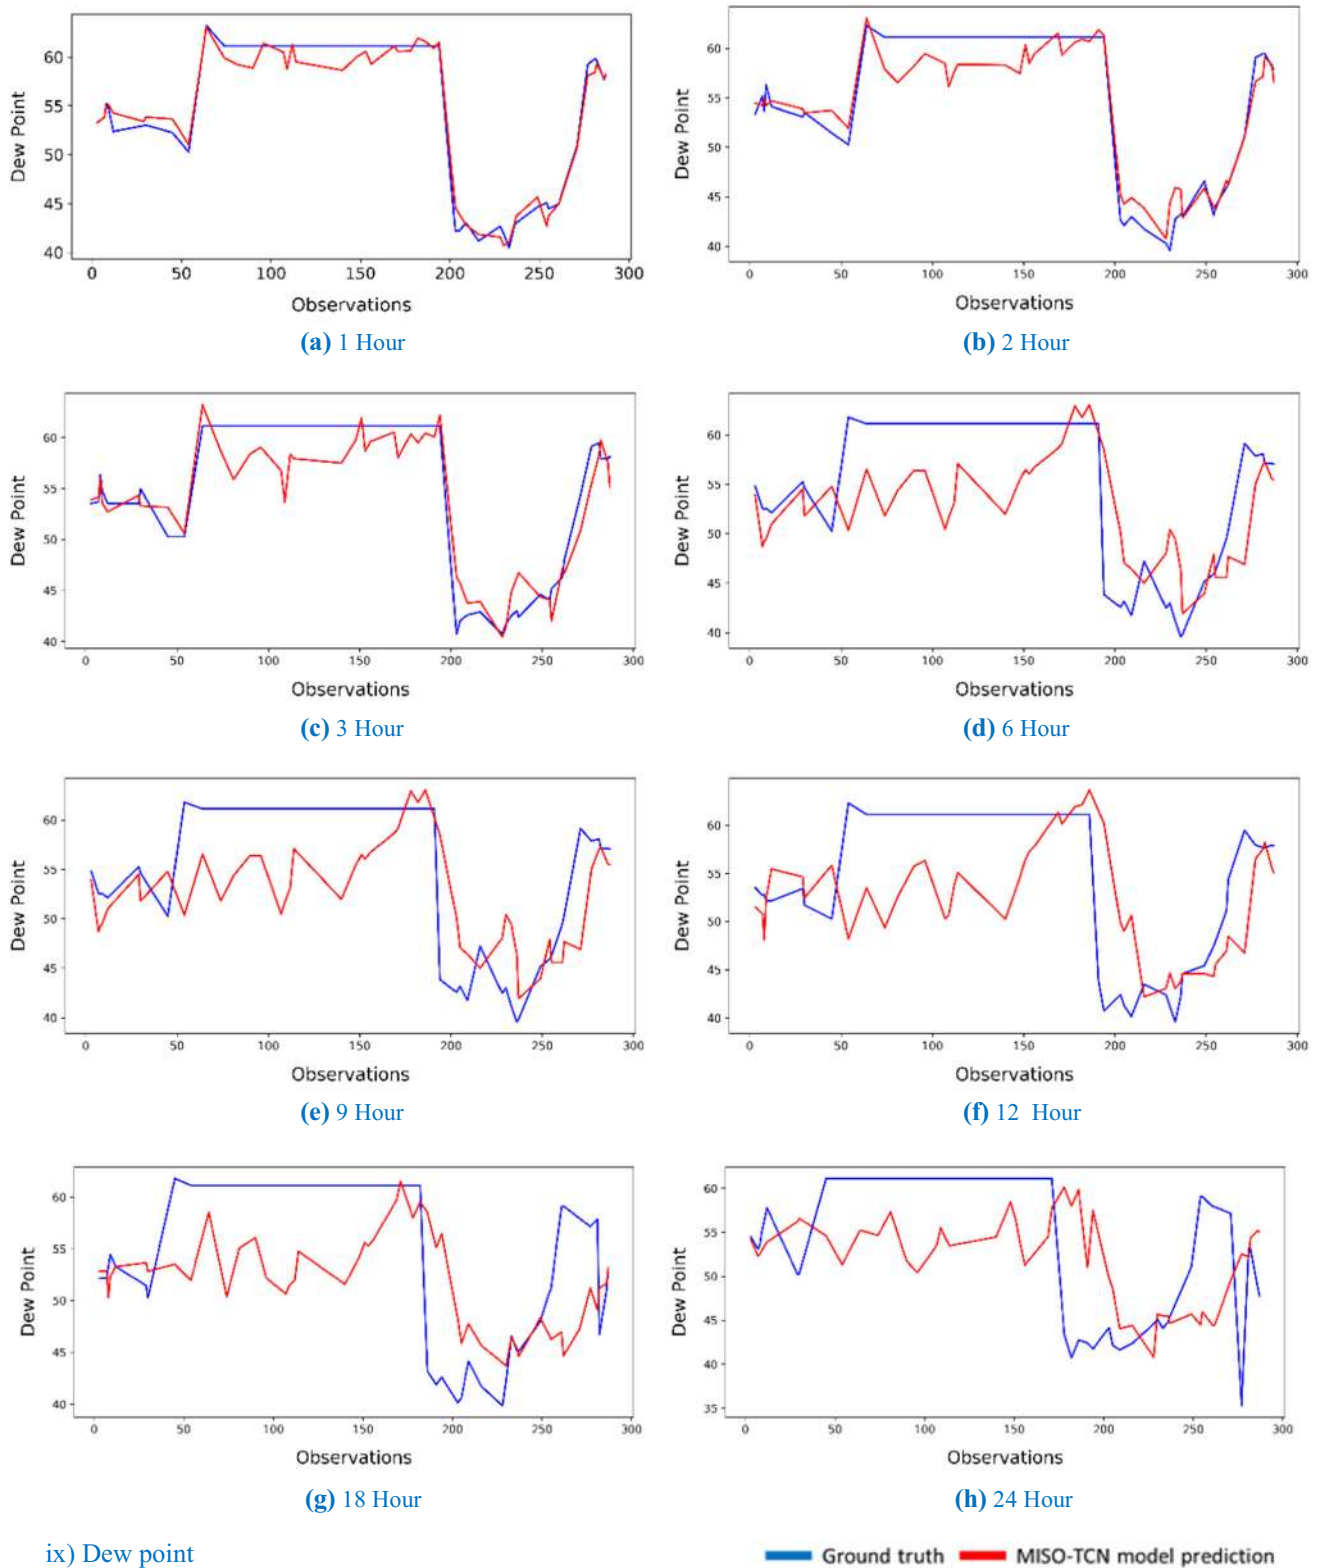 60
55
50
45
40
Dew Point
0 50 100 150 200 250 300
Observations
(a) 1 Hour
60
55
50
45
40
Dew Point
0 50 100 150 200 250 300
Observations
(b) 2 Hour
60
55
50
45
40
Dew Point
0 50 100 150 200 250 300
Observations
(c) 3 Hour
60
55
50
45
40
Dew Point
0 50 100 150 200 250 300
Observations
(d) 6 Hour
60
55
50
45
40
Dew Point
0 50 100 150 200 250 300
Observations
(e) 9 Hour
60
55
50
45
40
Dew Point
0 50 100 150 200 250 300
Observations
(f) 12 Hour
60
55
50
45
40
Dew Point
0 50 100 150 200 250 300
Observations
(g) 18 Hour
60
55
50
45
40
35
Dew Point
0 50 100 150 200 250 300
Observations
(h) 24 Hour
ix) Dew point
Ground truth MISO-TCN model prediction